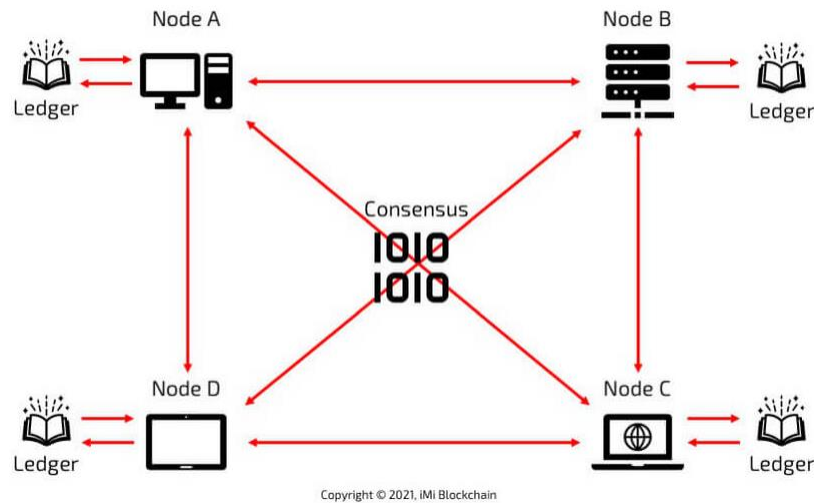 Node A
Node B
Ledger
Ledger
Consensus
1010
1010
Node D
Node C
Ledger
Ledger
Copyright © 2021, iMi Blockchain